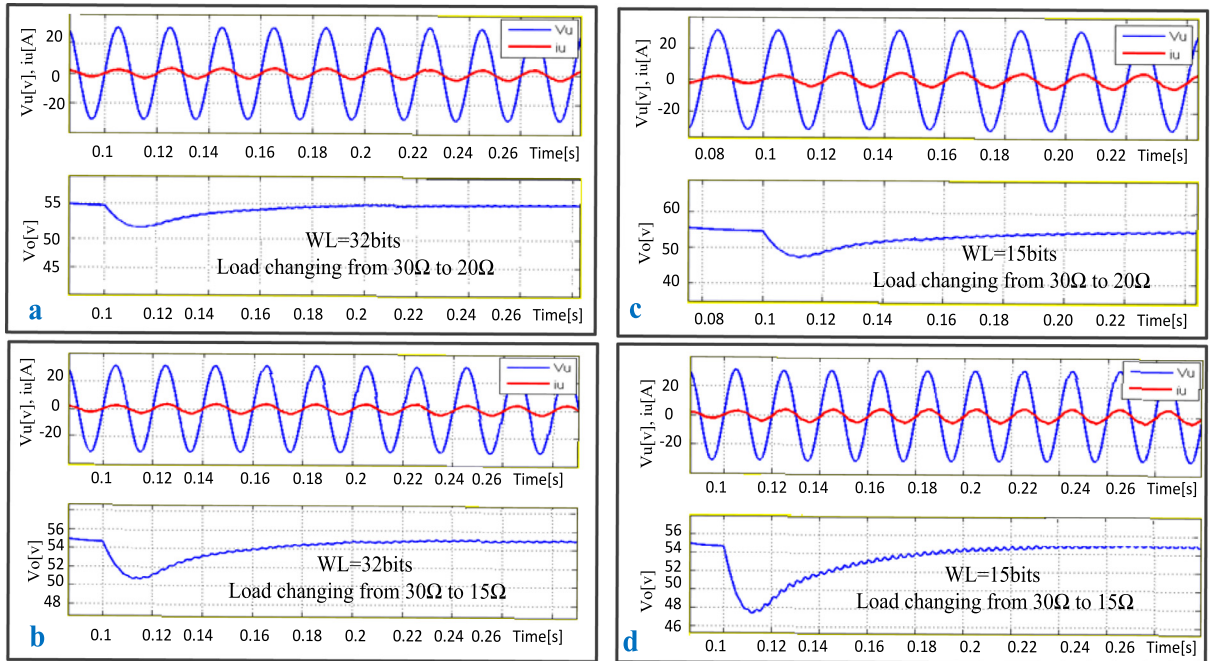 Vu[v], iu[A]
20
0
-20
Vu
iu
0.1 0.12 0.14 0.16 0.18 0.2 0.22 0.24 0.26 Time[s]
Vo[v]
55
50
45
WL=32bits
Load changing from 30Ω to 20Ω
0.1 0.12 0.14 0.16 0.18 0.2 0.22 0.24 0.26 Time[s]
a
Vu[v], iu[A]
20
0
-20
Vu
iu
0.08 0.1 0.12 0.14 0.16 0.18 0.20 0.22 Time[s]
Vo[v]
60
50
40
WL=15bits
Load changing from 30Ω to 20Ω
0.08 0.1 0.12 0.14 0.16 0.18 0.20 0.22 Time[s]
c
Vu[v], iu[A]
20
0
-20
Vu
iu
0.1 0.12 0.14 0.16 0.18 0.2 0.22 0.24 0.26 Time[s]
Vo[v]
56
54
52
50
48
WL=32bits
Load changing from 30Ω to 15Ω
0.1 0.12 0.14 0.16 0.18 0.2 0.22 0.24 0.26 Time[s]
b
Vu[v], iu[A]
20
0
-20
Vu
iu
0.1 0.12 0.14 0.16 0.18 0.2 0.22 0.24 0.26 Time[s]
Vo[v]
56
54
52
50
48
46
WL=15bits
Load changing from 30Ω to 15Ω
0.1 0.12 0.14 0.16 0.18 0.2 0.22 0.24 0.26 Time[s]
d